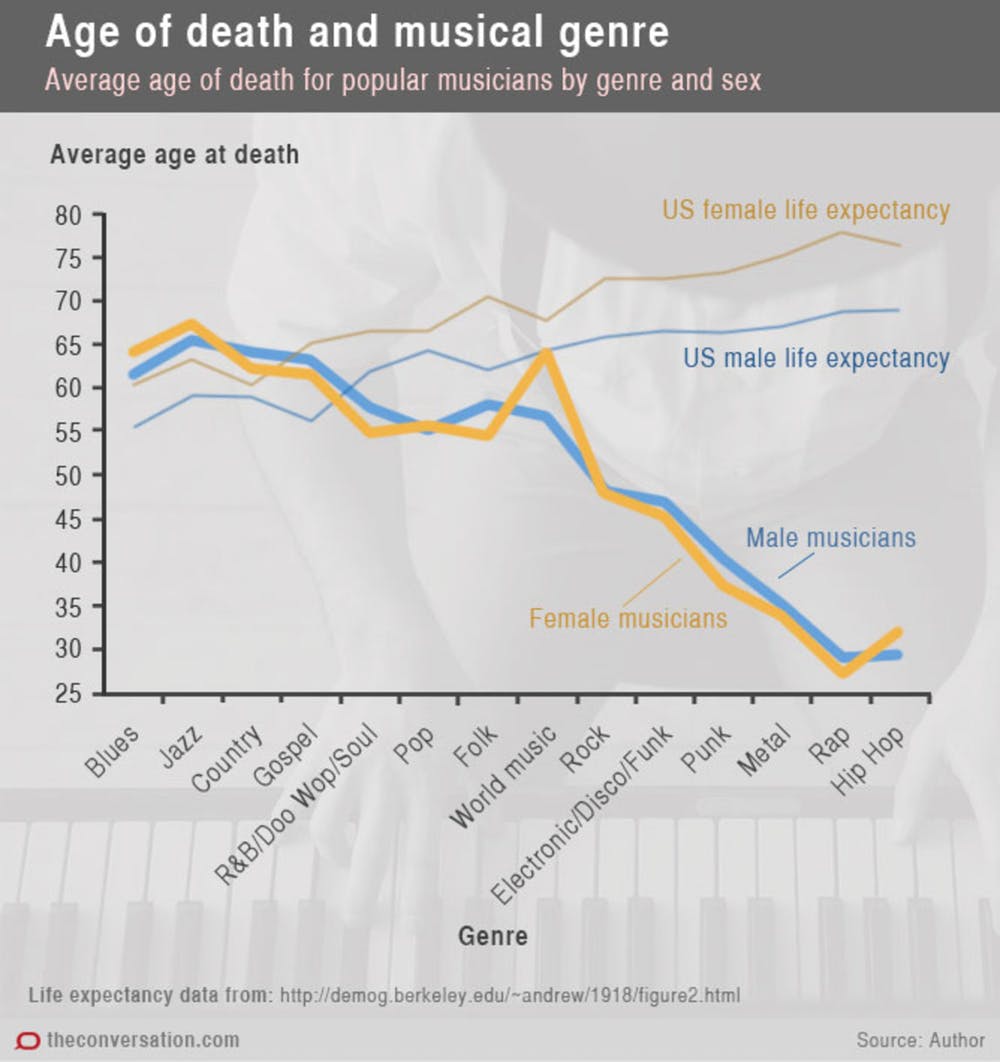 Age of death and musical genre
Average age of death for popular musicians by genre and sex
Average age at death
80
75
70
65
60
55
50
45
40
35
30
25
US female life expectancy
US male life expectancy
Male musicians
Female musicians
Blues
Jazz
Country
Gospel
R&B/Doo Wop/Soul
Pop
Folk
World music
Rock
Electronic/Disco/Funk
Punk
Metal
Rap
Hip Hop
Genre
Life expectancy data from: http://demog.berkeley.edu/~andrew/1918/figure2.html
theconversation.com
Source: Author